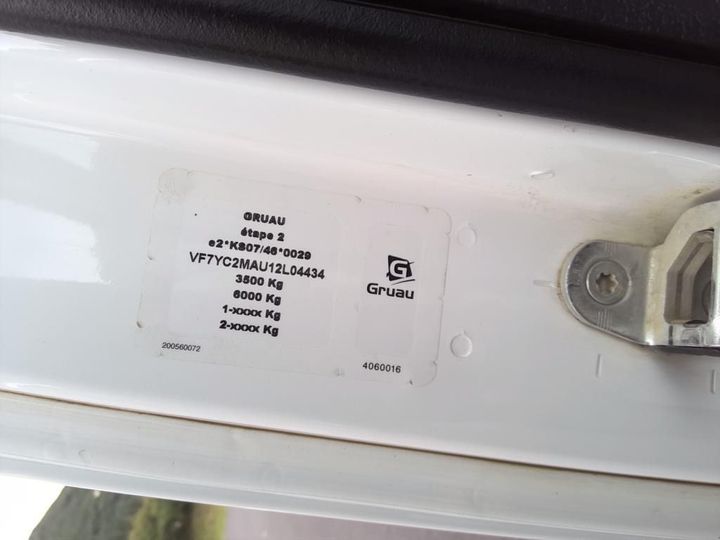 GRUAU
étape 2
e2*KS07/46*0029
VF7YC2MAU12L04434
3500 Kg
6000 Kg
1-xxxx Kg
2-xxxx Kg
200560072
G
Gruau
4060016